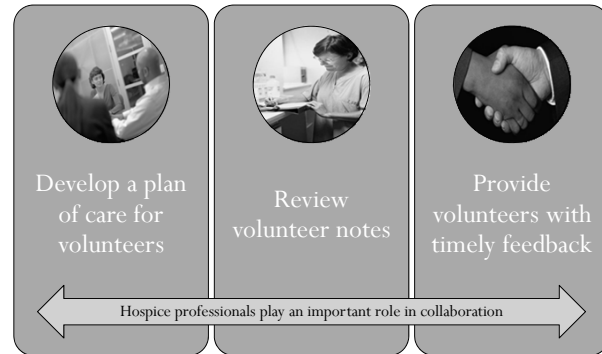 Develop a plan
of care for
volunteers
Review
volunteer notes
Provide
volunteers with
timely feedback
Hospice professionals play an important role in collaboration